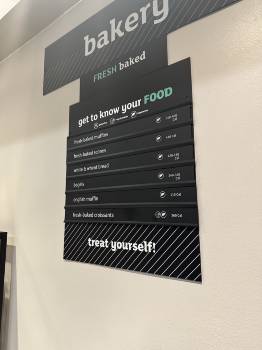 bakery
FRESH baked
get to know your FOOD
fresh-baked muffins
fresh-baked scones
white & wheat bread
bagels
english muffin
fresh-baked croissants
treat yourself!